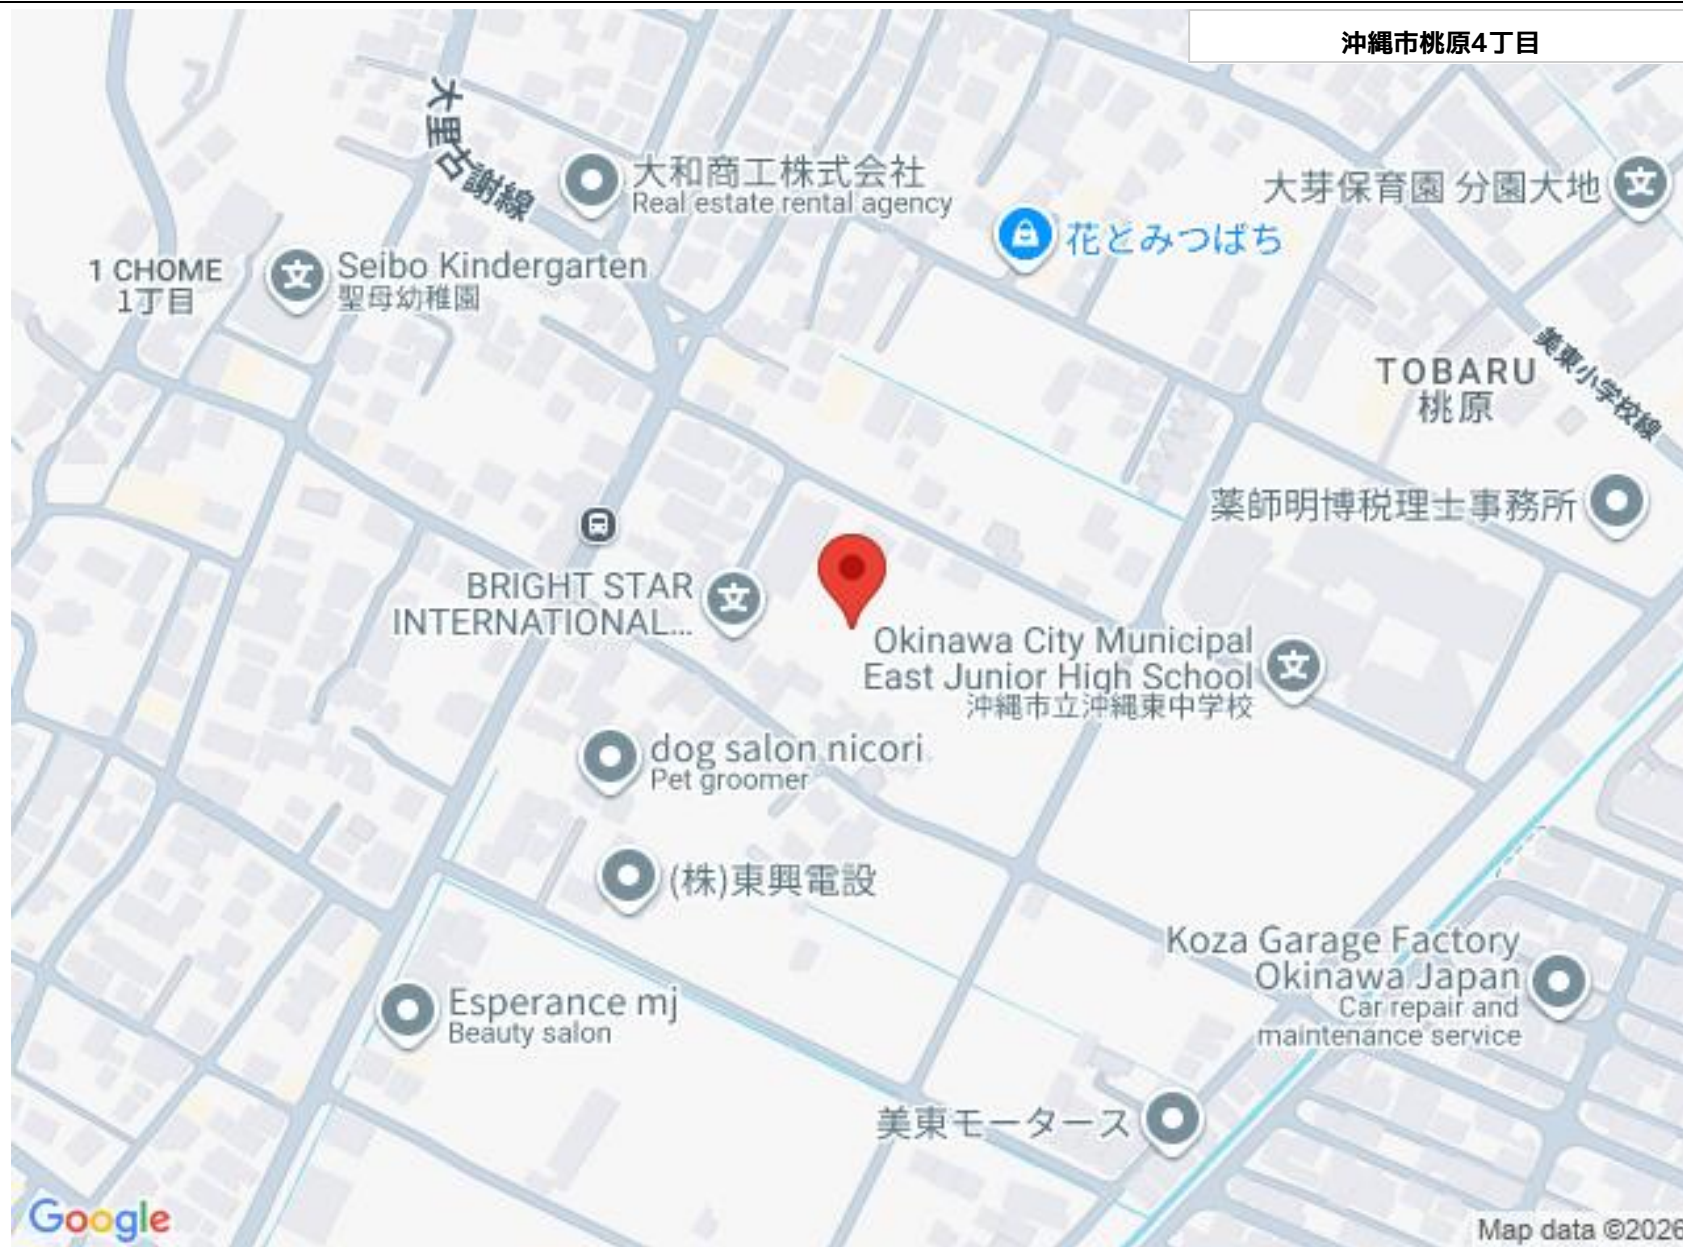 沖縄市桃原4丁目
大里古謝線
大和商工株式会社
Real estate rental agency
花とみつばち
大芽保育園 分園大地
1 CHOME
1丁目
Seibo Kindergarten
聖母幼稚園
美東小学校線
TOBARU
桃原
薬師明博税理士事務所
BRIGHT STAR
INTERNATIONAL...
Okinawa City Municipal
East Junior High School
沖縄市立沖縄東中学校
dog salon nicori
Pet groomer
(株)東興電設
Koza Garage Factory
Okinawa Japan
Car repair and
maintenance service
Esperance mj
Beauty salon
美東モータース
Google
Map data ©2026